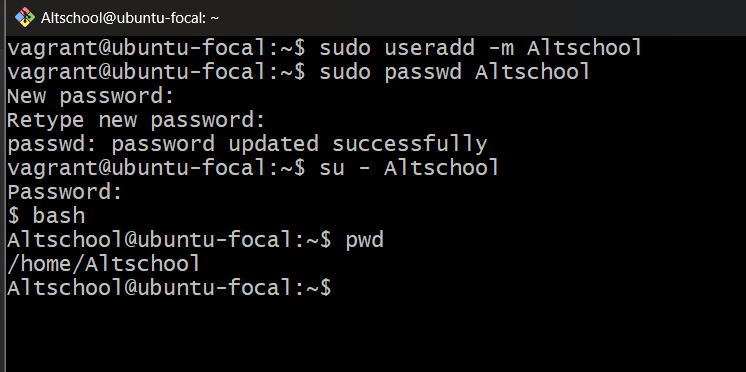 Altschool@ubuntu-focal: ~
vagrant@ubuntu-focal:~$ sudo useradd -m Altschool
vagrant@ubuntu-focal:~$ sudo passwd Altschool
New password:
Retype new password:
passwd: password updated successfully
vagrant@ubuntu-focal:~$ su - Altschool
Password:
$ bash
Altschool@ubuntu-focal:~$ pwd
/home/Altschool
Altschool@ubuntu-focal:~$